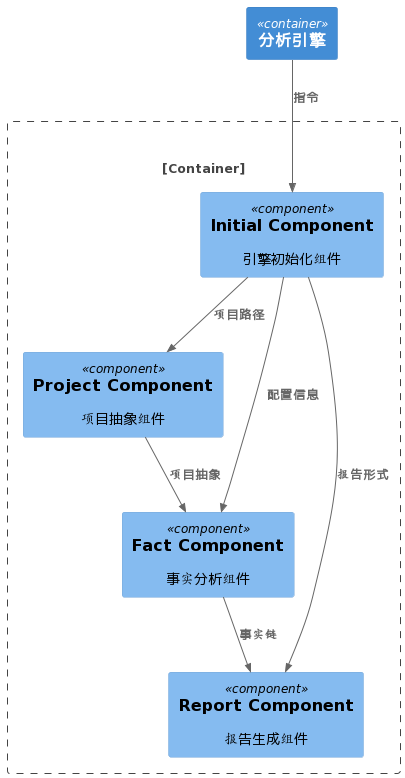 «container»
分析引擎
指令
[Container]
«component»
Initial Component
引擎初始化组件
项目路径
«component»
Project Component
项目抽象组件
配置信息
项目抽象
报告形式
«component»
Fact Component
事实分析组件
事实链
«component»
Report Component
报告生成组件